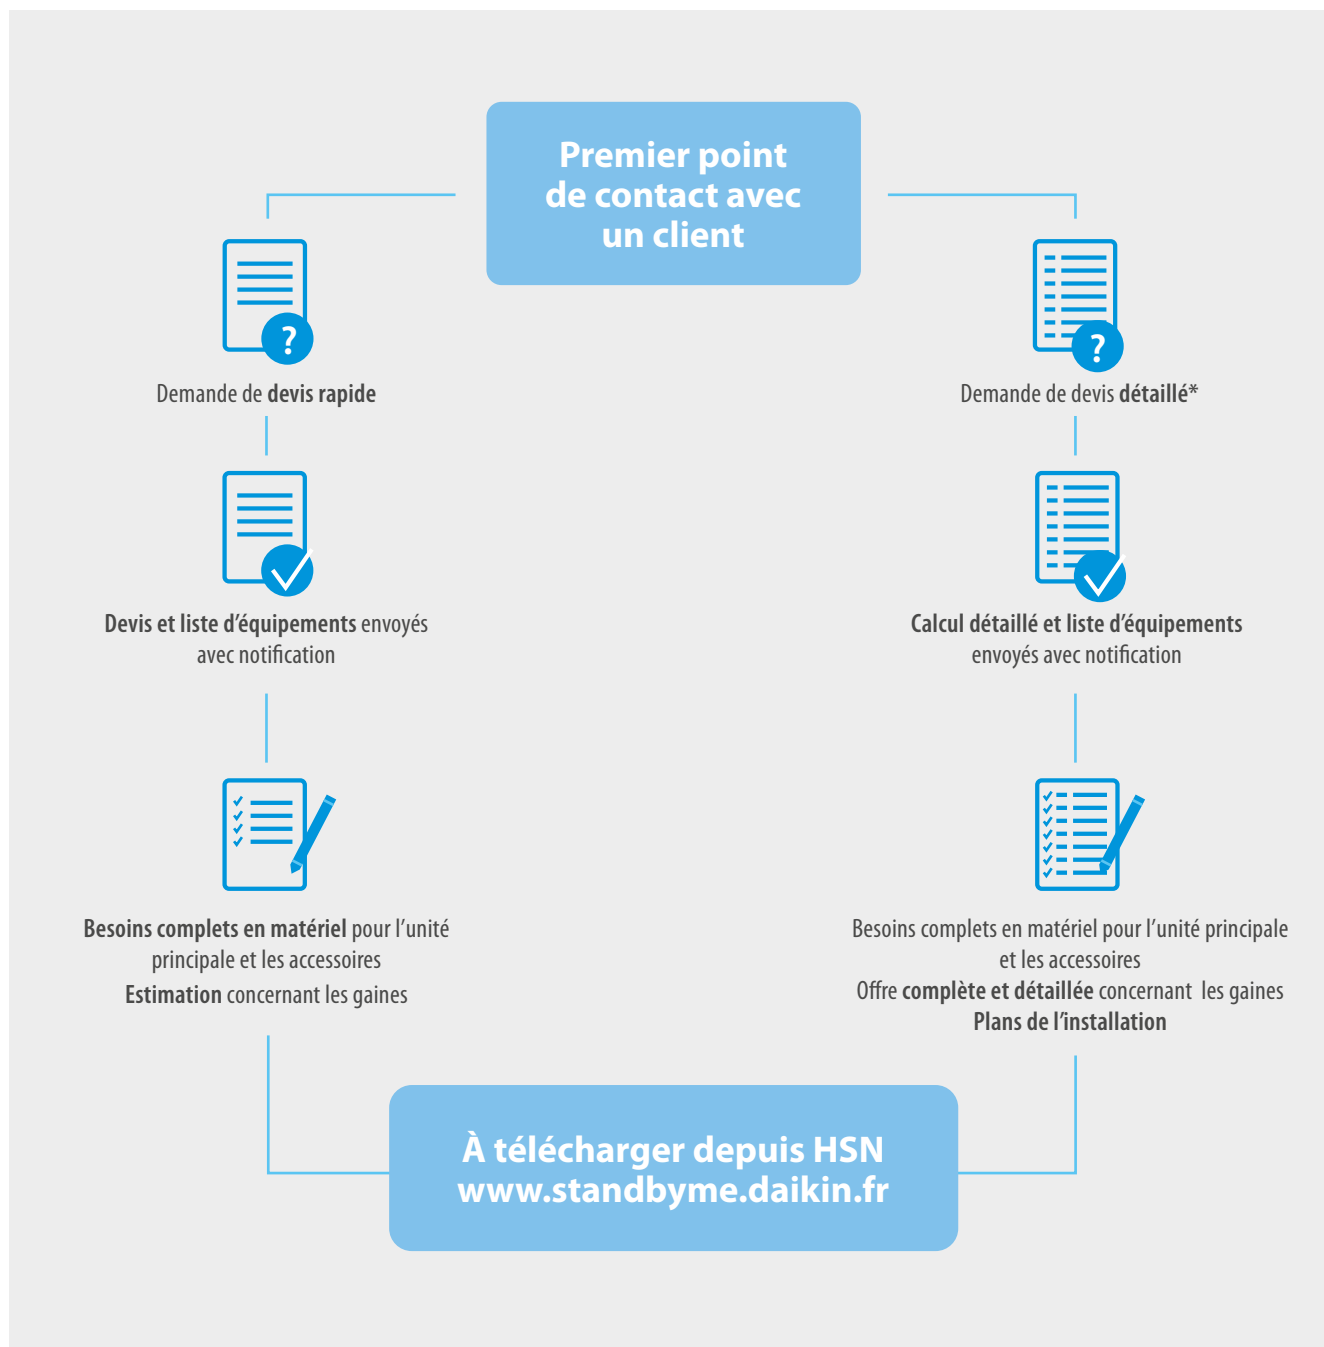 Premier point
de contact avec
un client
?
Demande de devis rapide
Devis et liste d’équipements envoyés
avec notification
Besoins complets en matériel pour l’unité
principale et les accessoires
Estimation concernant les gaines
?
Demande de devis détaillé*
Calcul détaillé et liste d’équipements
envoyés avec notification
Besoins complets en matériel pour l’unité principale
et les accessoires
Offre complète et détaillée concernant les gaines
Plans de l’installation
À télécharger depuis HSN
www.standbyme.daikin.fr